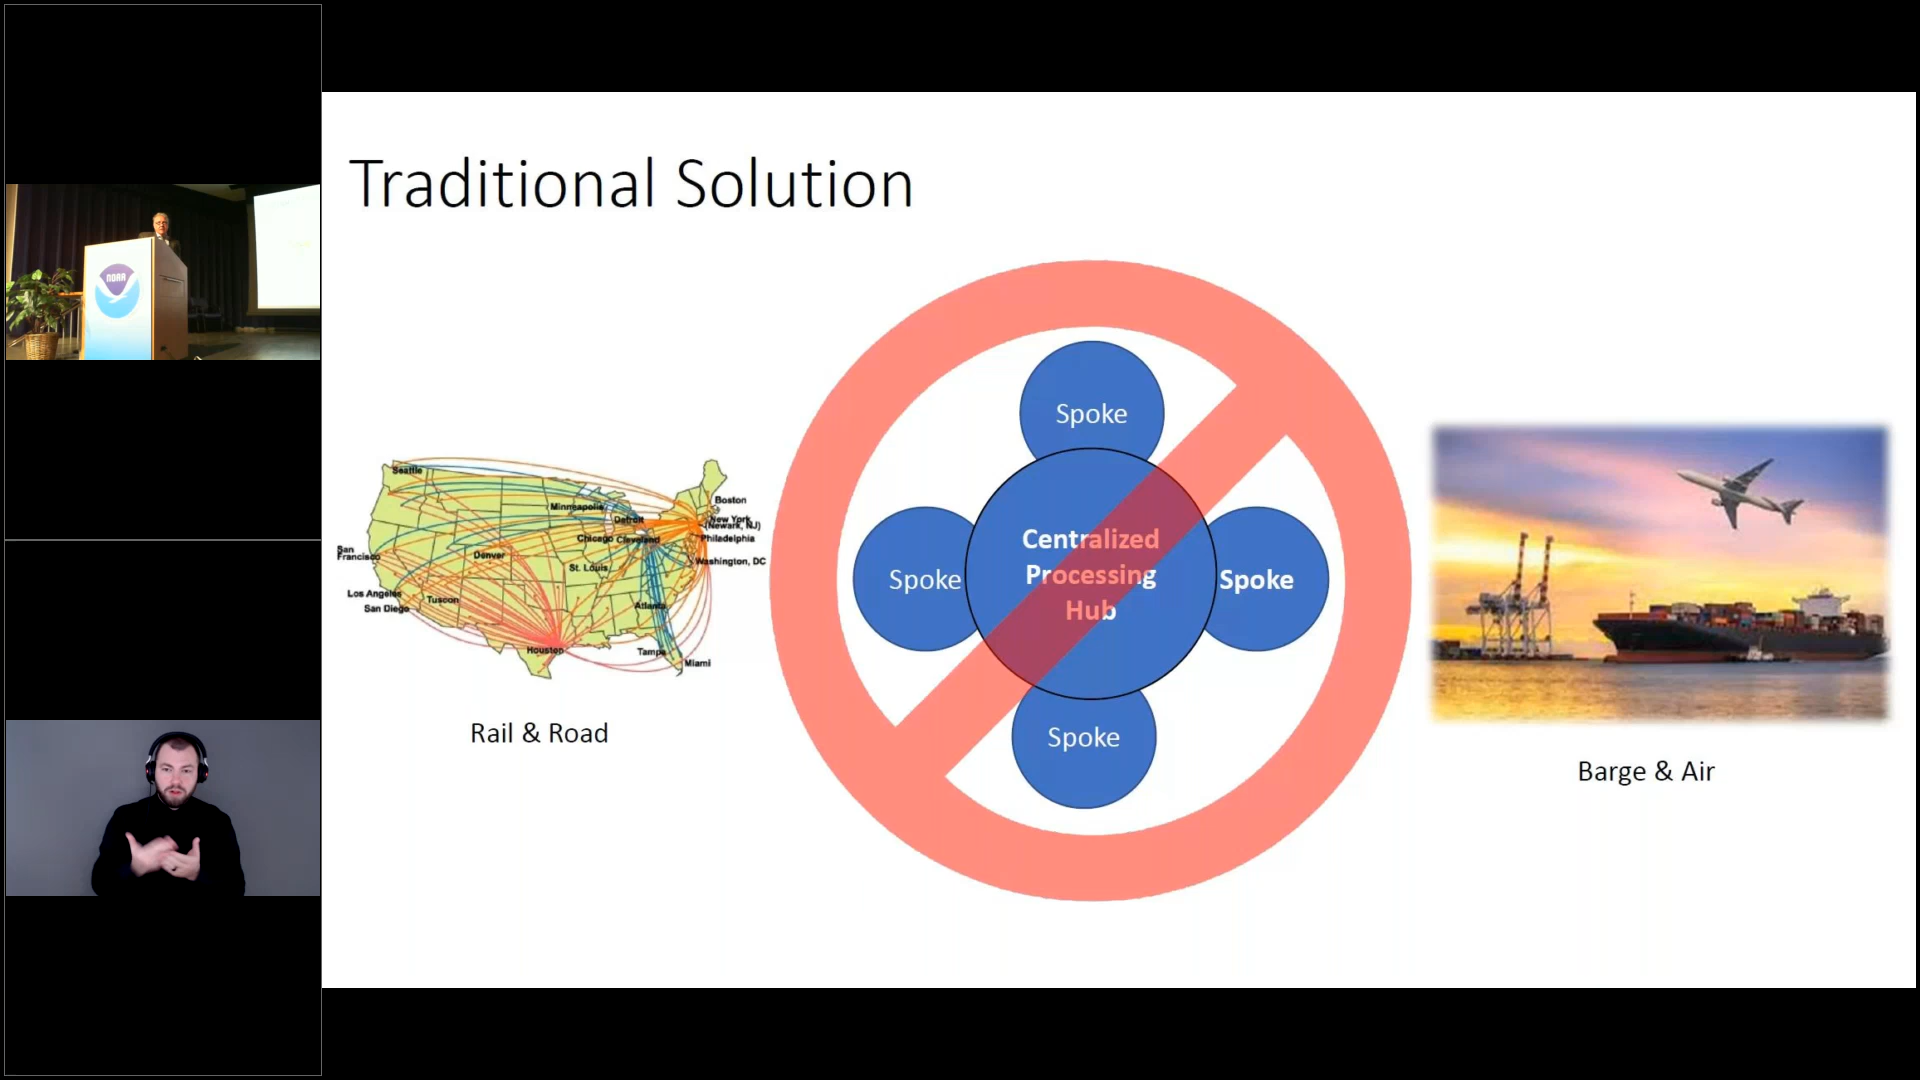 NOAA
Traditional Solution
Seattle
Minneapolis
Detroit
Boston
New York
(Newark, NJ)
Chicago
Cleveland
Philadelphia
San
Francisco
Denver
St. Louis
Washington, DC
Los Angeles
San Diego
Tuscon
Atlanta
Houston
Tampa
Miami
Rail & Road
Spoke
Spoke
Centralized
Processing
Hub
Spoke
Spoke
Barge & Air